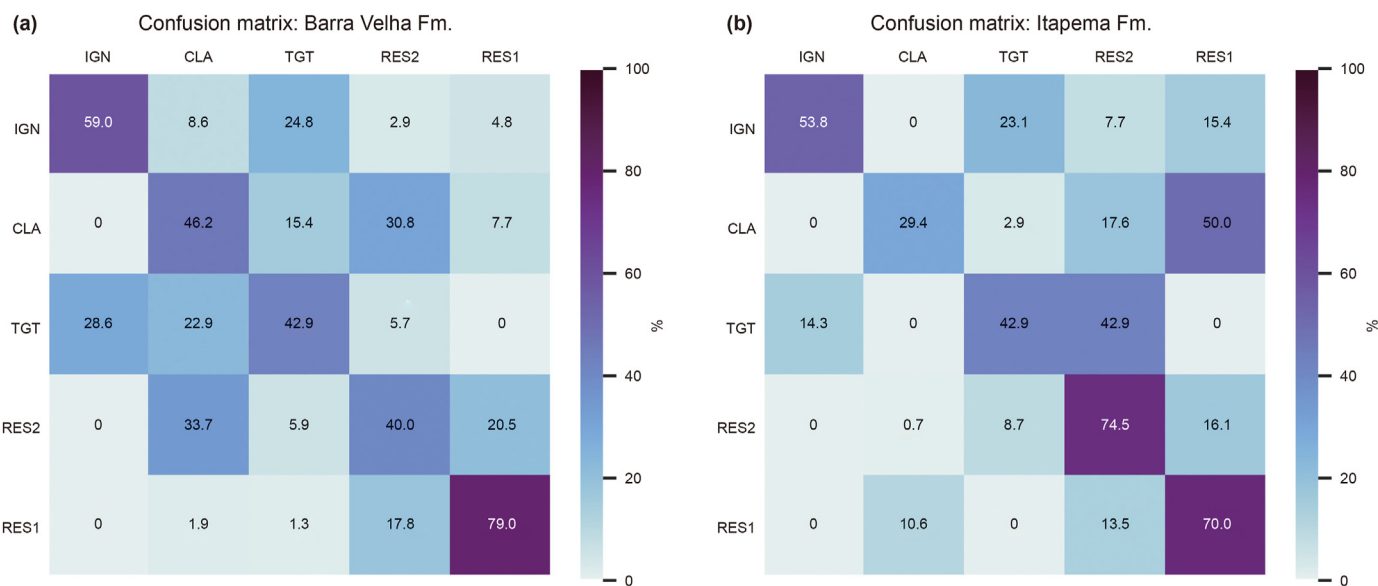 (a) Confusion matrix: Barra Velha Fm.
IGN CLA TGT RES2 RES1
IGN 59.0 8.6 24.8 2.9 4.8
CLA 0 46.2 15.4 30.8 7.7
TGT 28.6 22.9 42.9 5.7 0
RES2 0 33.7 5.9 40.0 20.5
RES1 0 1.9 1.3 17.8 79.0
100
80
60
%
40
20
0
(b) Confusion matrix: Itapema Fm.
IGN CLA TGT RES2 RES1
IGN 53.8 0 23.1 7.7 15.4
CLA 0 29.4 2.9 17.6 50.0
TGT 14.3 0 42.9 42.9 0
RES2 0 0.7 8.7 74.5 16.1
RES1 0 10.6 0 13.5 70.0
100
80
60
%
40
20
0